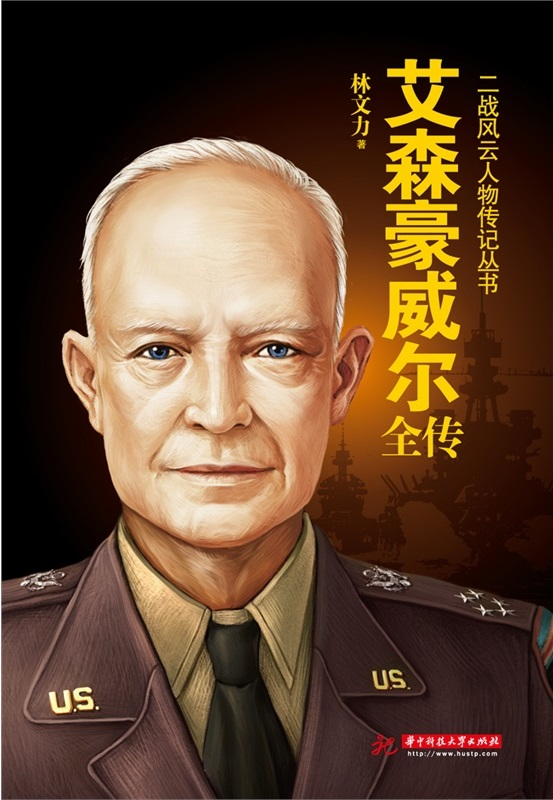 二战风云人物传记丛书
艾森豪威尔
全传
林文力 著
U.S.
U.S.
华中科技大学出版社
http://www.hustp.com